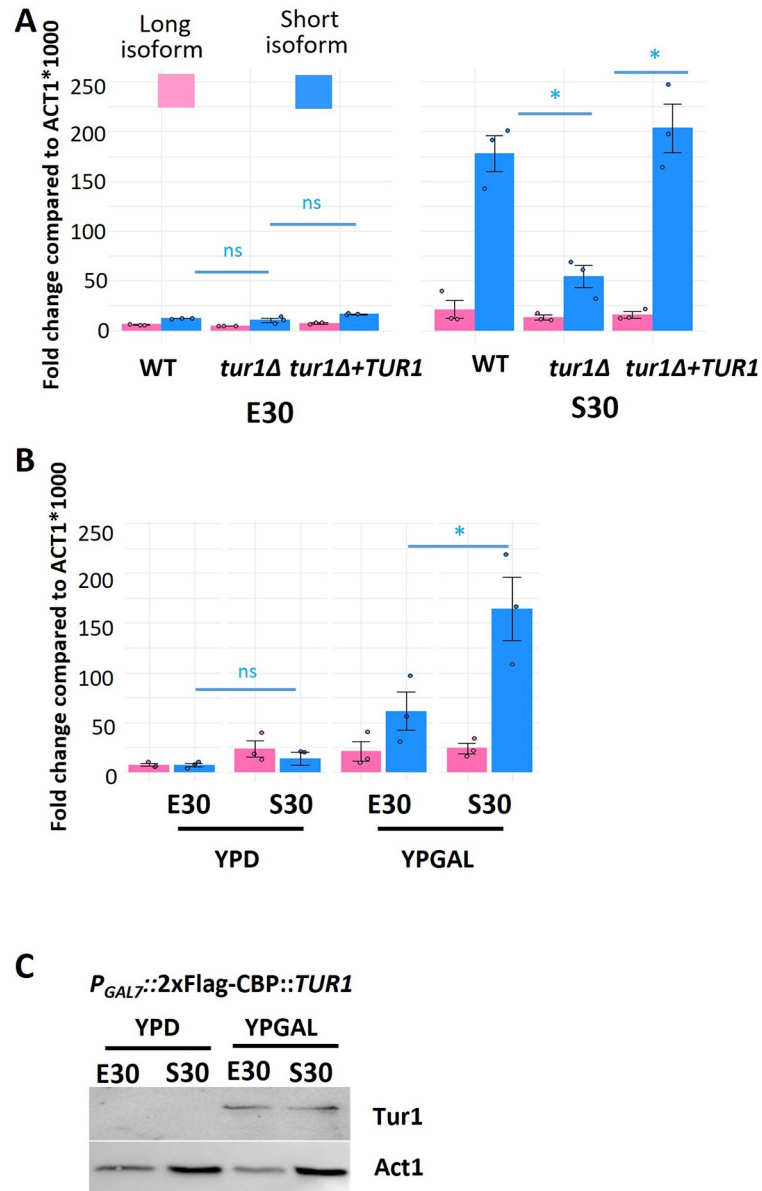 A
Long isoform
Short isoform
Fold change compared to ACT1*1000
250
200
150
100
50
0
ns
ns
*
*
WT tur1Δ tur1Δ+TUR1
WT tur1Δ tur1Δ+TUR1
E30
S30
B
Fold change compared to ACT1*1000
250
200
150
100
50
0
ns
*
E30 S30 E30 S30
YPD YPGAL
C
PGAL7::2xFlag-CBP::TUR1
YPD YPGAL
E30 S30 E30 S30
Tur1
Act1